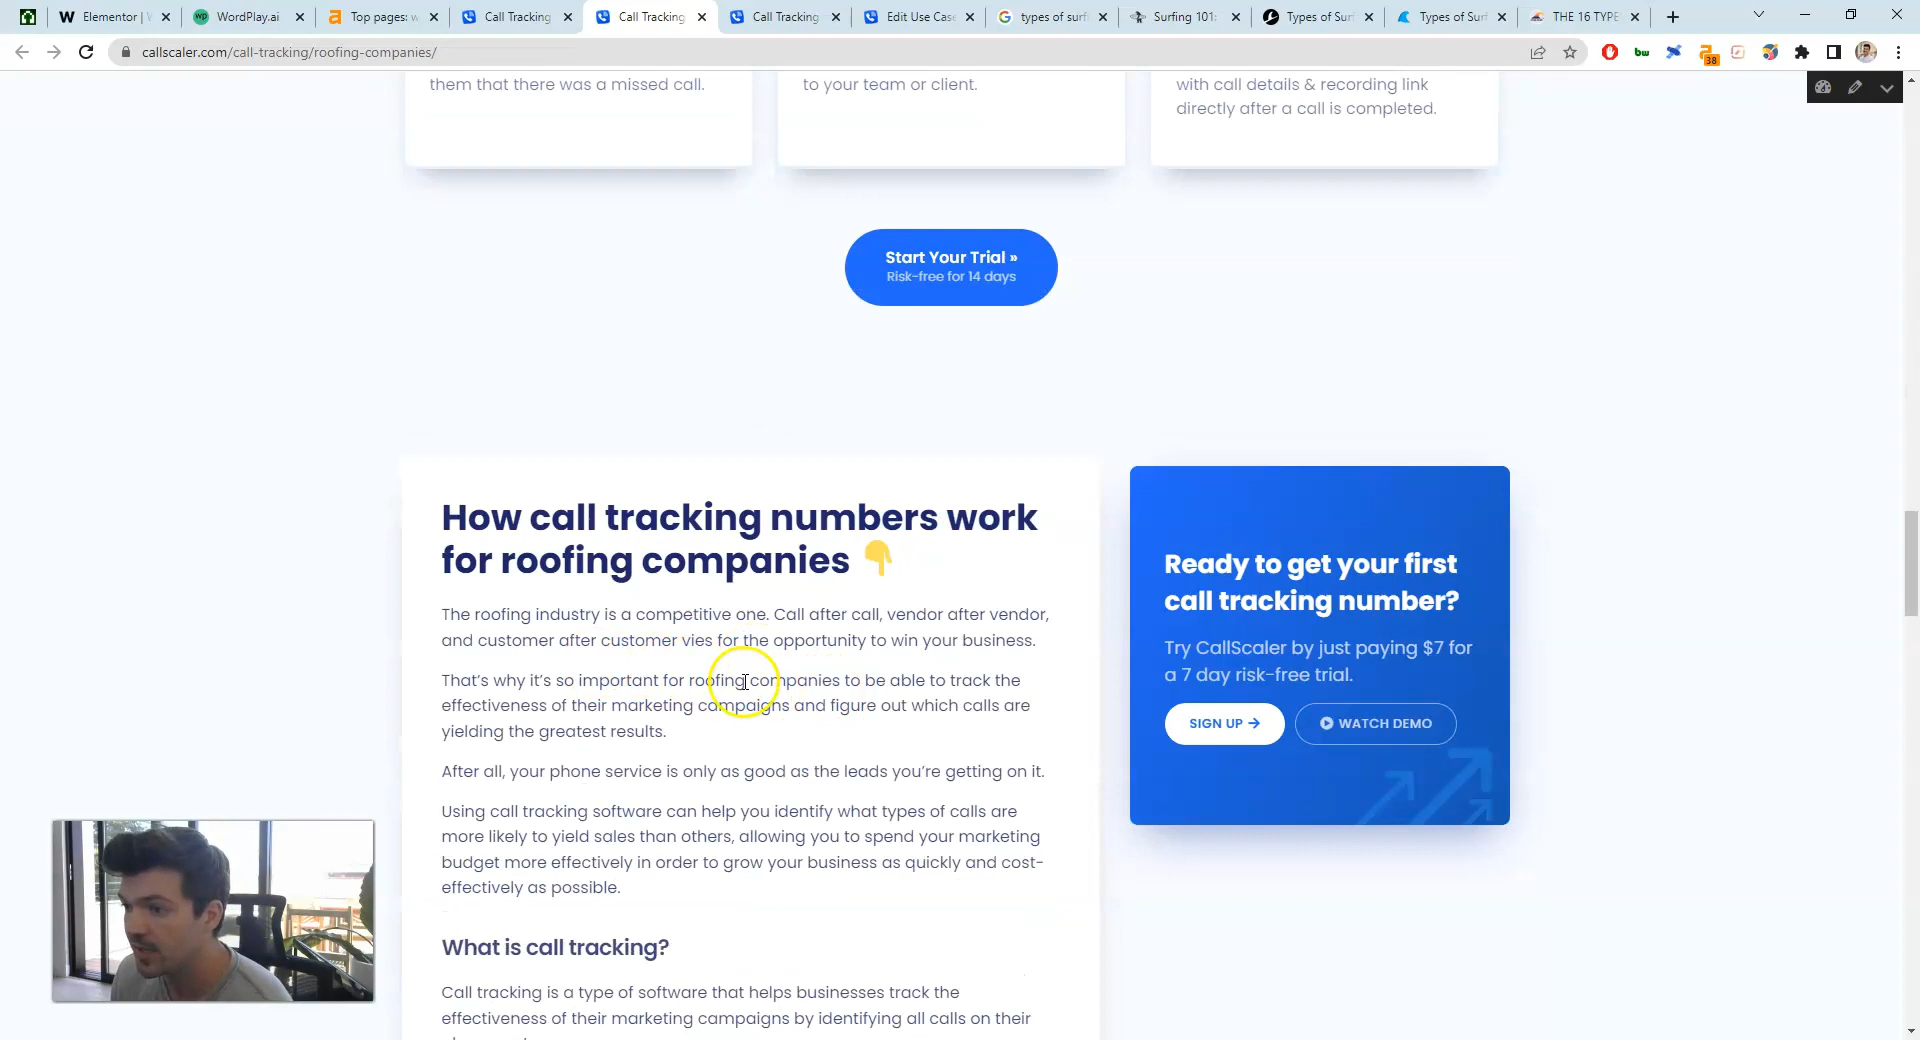 Elementor | W
WordPlay.ai
Top pages: w
Call Tracking
Call Tracking
Call Tracking
Edit Use Case
types of surfi
Surfing 101:
Types of Surf
Types of Surf
THE 16 TYPE
callscaler.com/call-tracking/roofing-companies/
38
them that there was a missed call.
to your team or client.
with call details & recording link
directly after a call is completed.
Start Your Trial »
Risk-free for 14 days
How call tracking numbers work
for roofing companies 👇
The roofing industry is a competitive one. Call after call, vendor after vendor,
and customer after customer vies for the opportunity to win your business.
That's why it's so important for roofing companies to be able to track the
effectiveness of their marketing campaigns and figure out which calls are
yielding the greatest results.
After all, your phone service is only as good as the leads you're getting on it.
Using call tracking software can help you identify what types of calls are
more likely to yield sales than others, allowing you to spend your marketing
budget more effectively in order to grow your business as quickly and cost-
effectively as possible.
What is call tracking?
Call tracking is a type of software that helps businesses track the
effectiveness of their marketing campaigns by identifying all calls on their
Ready to get your first
call tracking number?
Try CallScaler by just paying $7 for
a 7 day risk-free trial.
SIGN UP →
WATCH DEMO